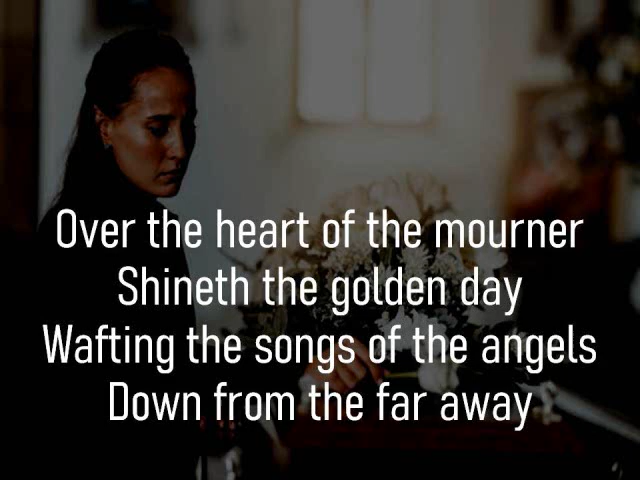 Over the heart of the mourner
Shineth the golden day
Wafting the songs of the angels
Down from the far away